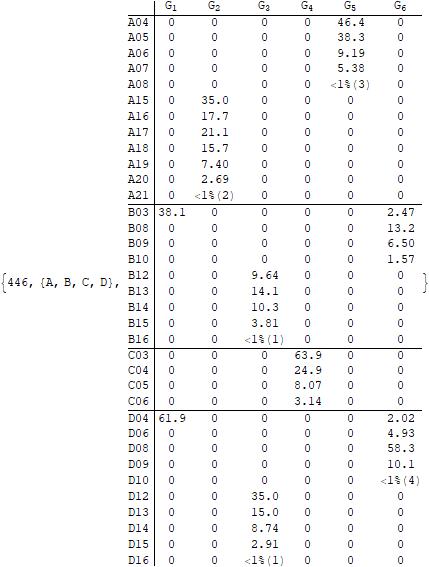 G1 G2 G3 G4 G5 G6
A04 0 0 0 0 46.4 0
A05 0 0 0 0 38.3 0
A06 0 0 0 0 9.19 0
A07 0 0 0 0 5.38 0
A08 0 0 0 0 <1%(3) 0
A15 0 35.0 0 0 0 0
A16 0 17.7 0 0 0 0
A17 0 21.1 0 0 0 0
A18 0 15.7 0 0 0 0
A19 0 7.40 0 0 0 0
A20 0 2.69 0 0 0 0
A21 0 <1%(2) 0 0 0 0
B03 38.1 0 0 0 0 2.47
B08 0 0 0 0 0 13.2
B09 0 0 0 0 0 6.50
B10 0 0 0 0 0 1.57
{446, {A, B, C, D}, B12 0 0 9.64 0 0 0 }
B13 0 0 14.1 0 0 0
B14 0 0 10.3 0 0 0
B15 0 0 3.81 0 0 0
B16 0 0 <1%(1) 0 0 0
C03 0 0 0 63.9 0 0
C04 0 0 0 24.9 0 0
C05 0 0 0 8.07 0 0
C06 0 0 0 3.14 0 0
D04 61.9 0 0 0 0 2.02
D06 0 0 0 0 0 4.93
D08 0 0 0 0 0 58.3
D09 0 0 0 0 0 10.1
D10 0 0 0 0 0 <1%(4)
D12 0 0 35.0 0 0 0
D13 0 0 15.0 0 0 0
D14 0 0 8.74 0 0 0
D15 0 0 2.91 0 0 0
D16 0 0 <1%(1) 0 0 0